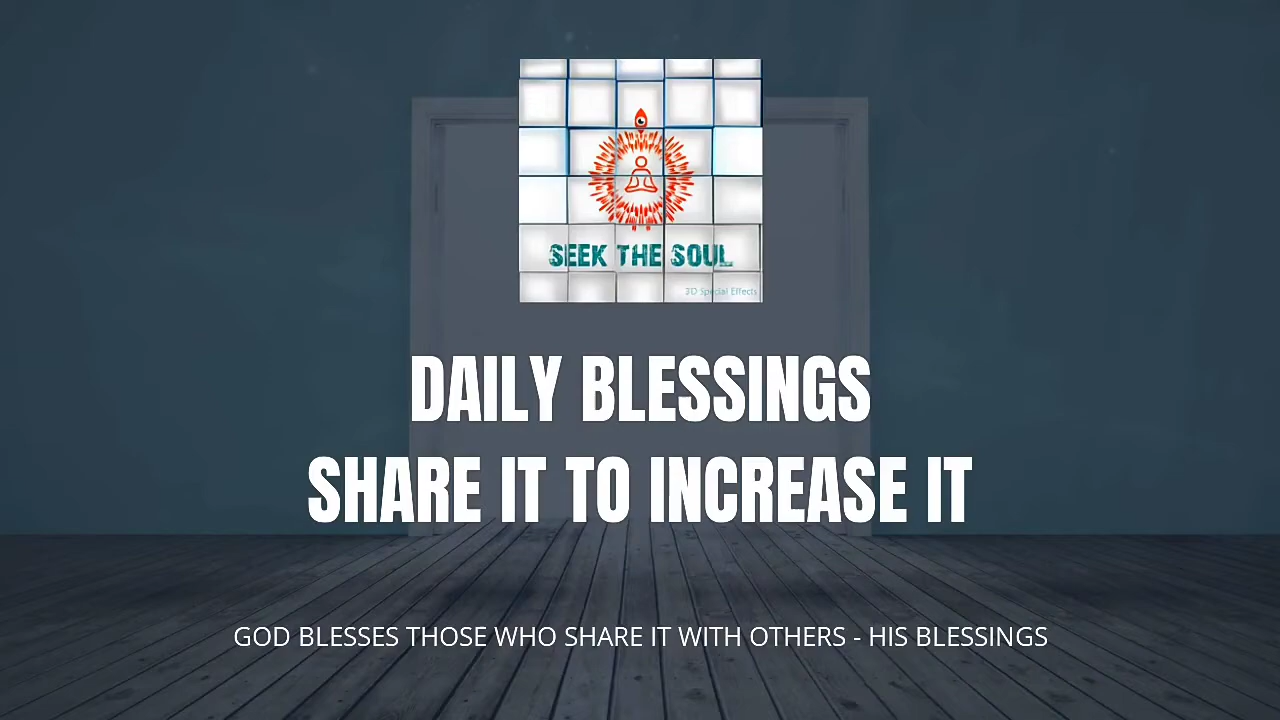 SEEK THE SOUL
3D Special Effects
DAILY BLESSINGS
SHARE IT TO INCREASE IT
GOD BLESSES THOSE WHO SHARE IT WITH OTHERS - HIS BLESSINGS